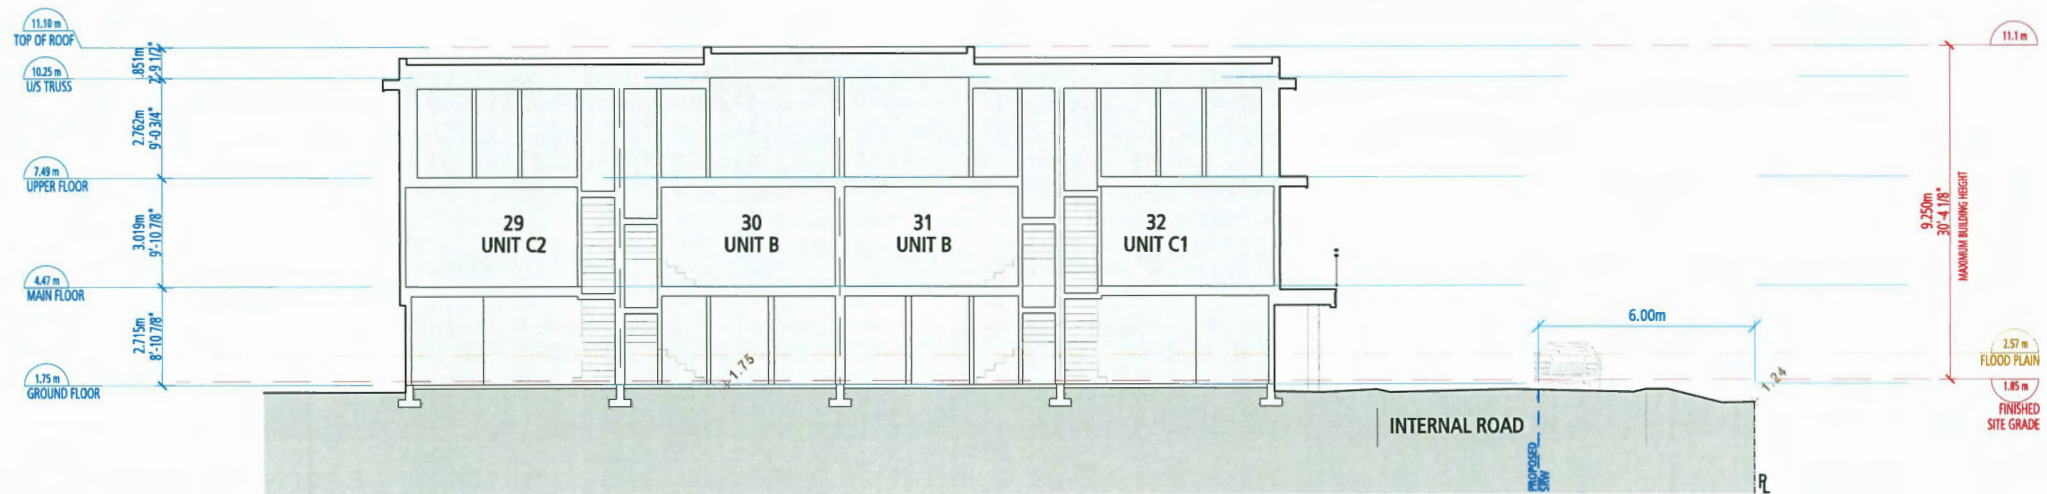 11.10 m
TOP OF ROOF
.851m
2'-9 1/2"
10.25 m
U/S TRUSS
2.762m
9'-0 3/4
7.49 m
UPPER FLOOR
3.019m
9'-10 7/8"
4.47 m
MAIN FLOOR
2.715m
8'-10 7/8"
1.75 m
GROUND FLOOR
29
UNIT C2
30
UNIT B
31
UNIT B
32
UNIT C1
1.75
INTERNAL ROAD
PROPOSED
SRW
6.00m
1.24
PL
11.1 m
9.250m
30'-4 1/8"
MAXIMUM BUILDING HEIGHT
2.57 m
FLOOD PLAIN
1.85 m
FINISHED
SITE GRADE